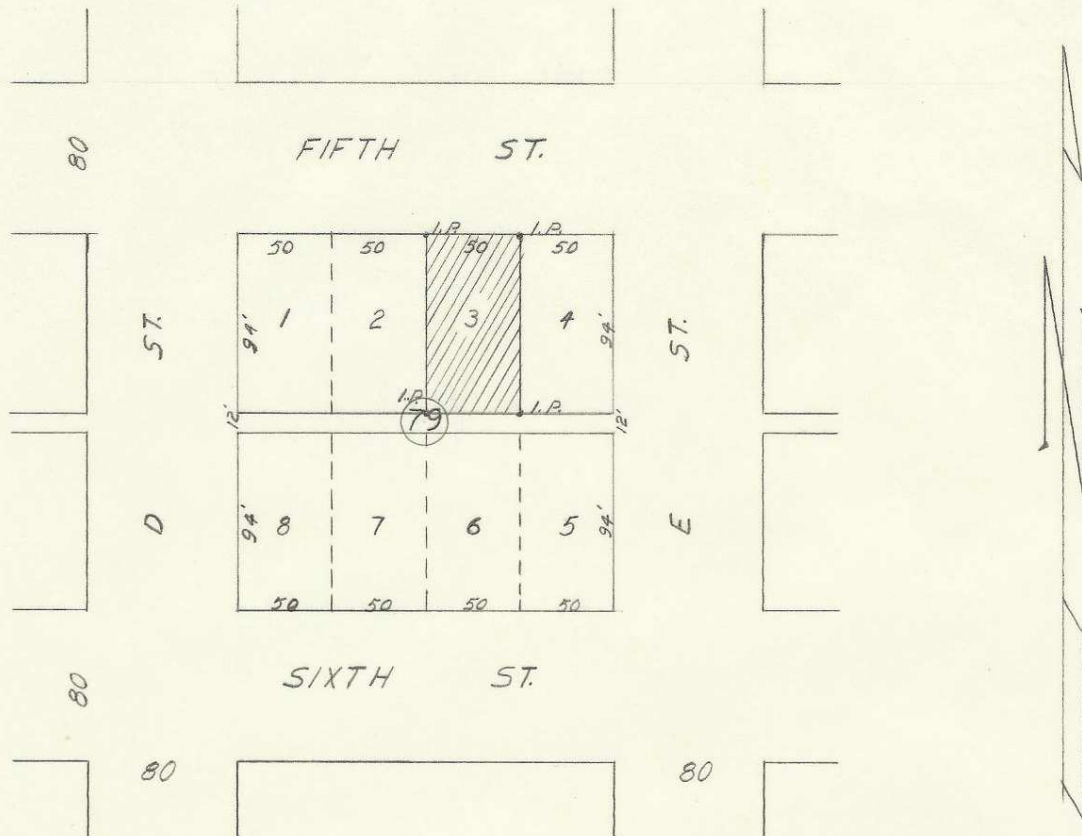 80
FIFTH ST.
I.P. I.P.
50 50 50 50
ST.
94' 1 2 3 4 94'
ST.
I.P. I.P.
12' 79 12'
D
94' 8 7 6 5 94'
E
50 50 50 50
SIXTH ST.
80
80 80